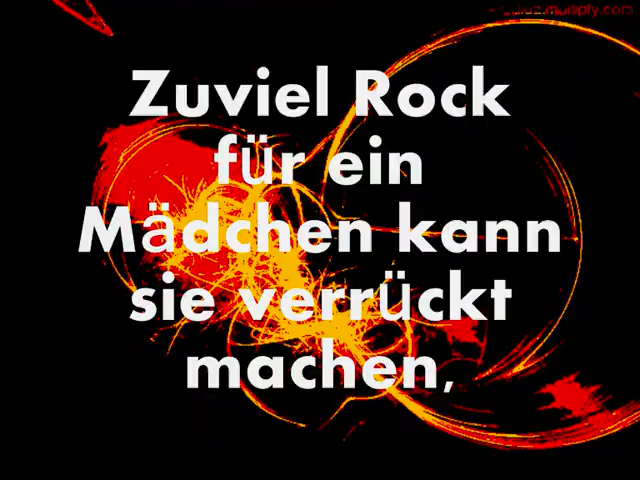 Zuviel Rock
für ein
Mädchen kann
sie verrückt
machen,